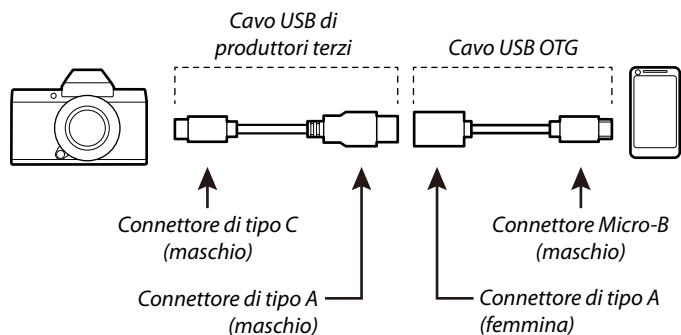 Cavo USB di
produttori terzi
Cavo USB OTG
Connettore di tipo C
(maschio)
Connettore Micro-B
(maschio)
Connettore di tipo A
(maschio)
Connettore di tipo A
(femmina)